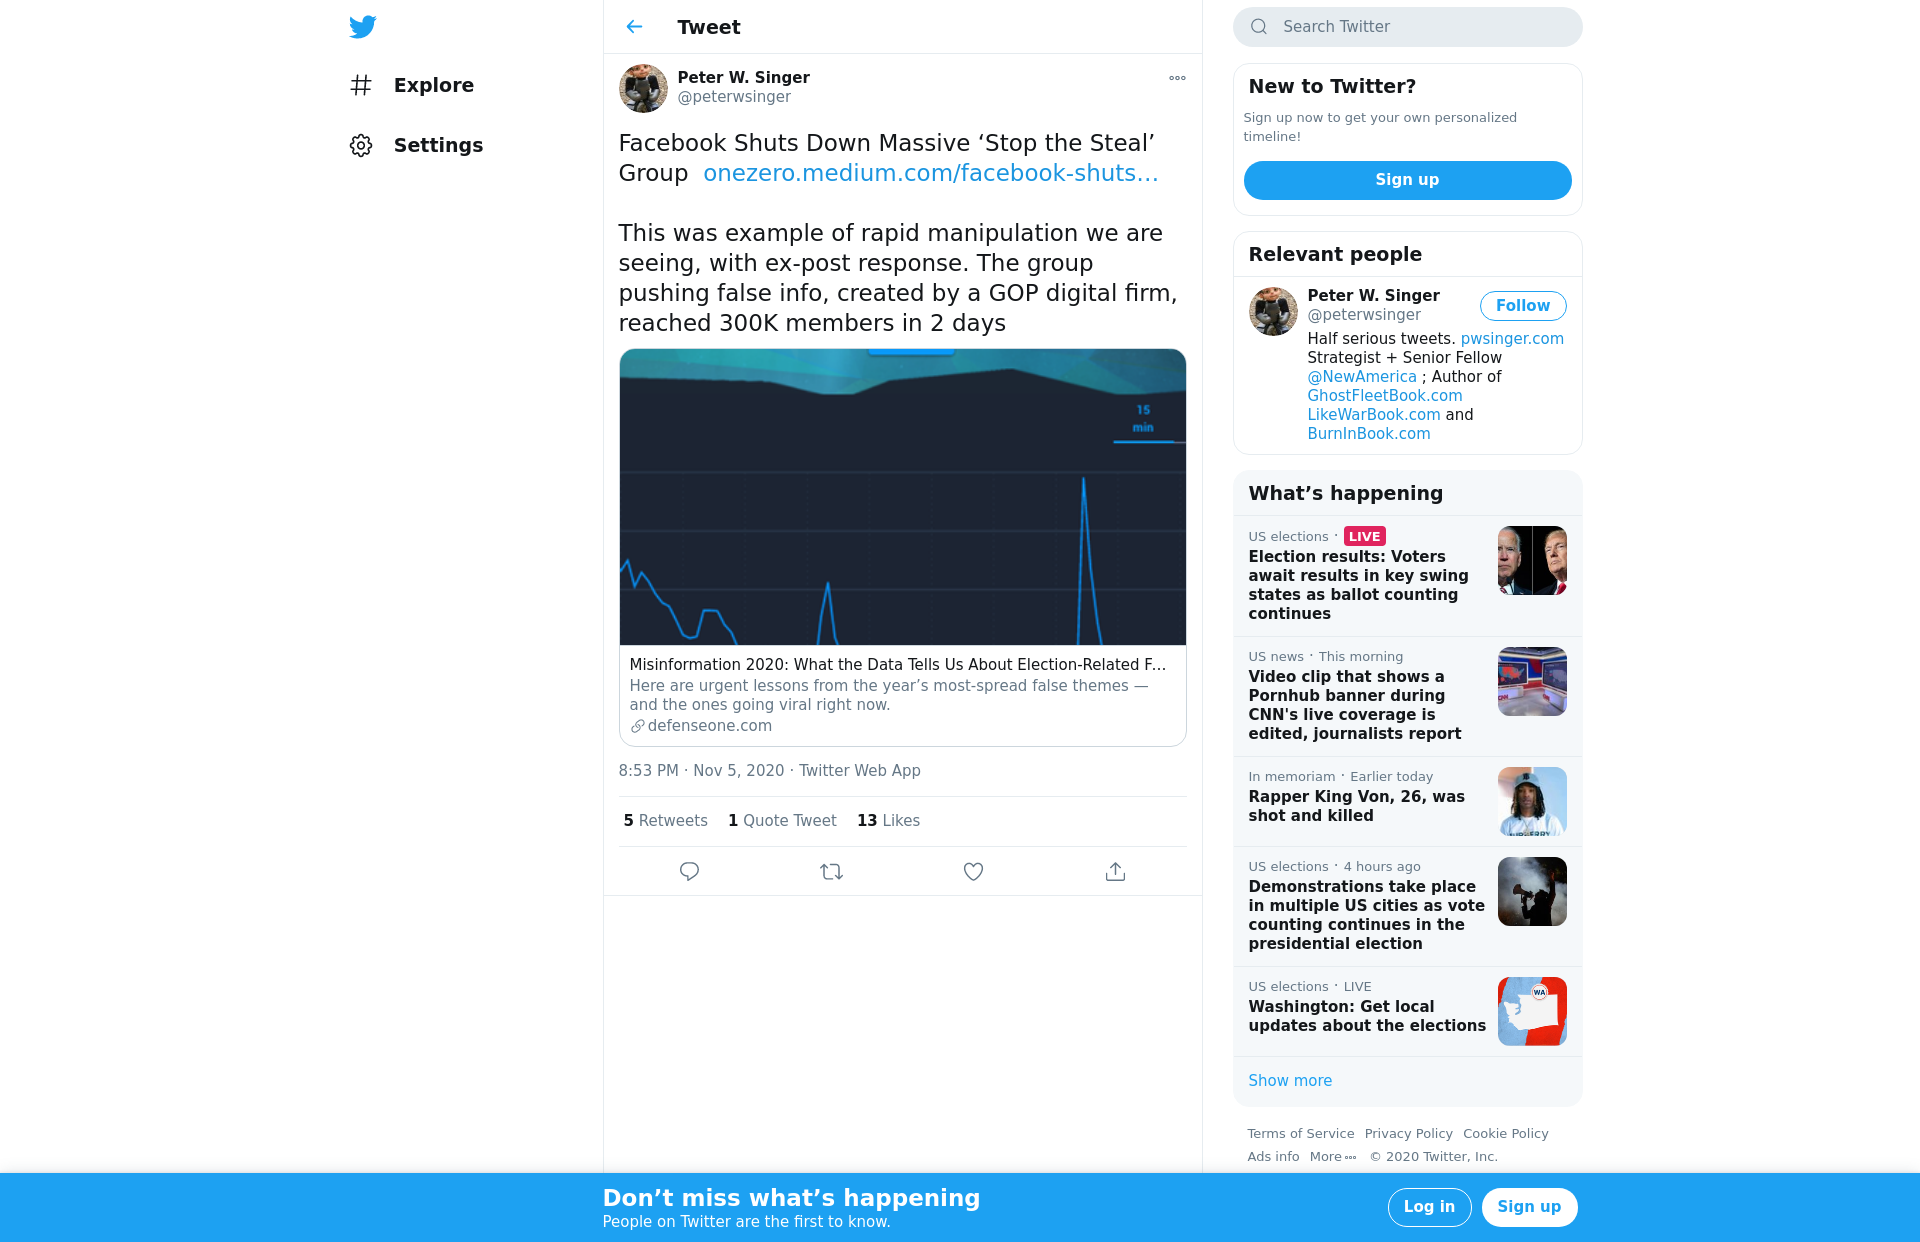 Explore
Settings
Tweet
Peter W. Singer
@peterwsinger
Facebook Shuts Down Massive ‘Stop the Steal’
Group onezero.medium.com/facebook-shuts…
This was example of rapid manipulation we are
seeing, with ex-post response. The group
pushing false info, created by a GOP digital firm,
reached 300K members in 2 days
15
min
Misinformation 2020: What the Data Tells Us About Election-Related F…
Here are urgent lessons from the year’s most-spread false themes —
and the ones going viral right now.
defenseone.com
8:53 PM · Nov 5, 2020 · Twitter Web App
5 Retweets 1 Quote Tweet 13 Likes
Search Twitter
New to Twitter?
Sign up now to get your own personalized
timeline!
Sign up
Relevant people
Peter W. Singer
@peterwsinger
Follow
Half serious tweets. pwsinger.com
Strategist + Senior Fellow
@NewAmerica ; Author of
GhostFleetBook.com
LikeWarBook.com and
BurnInBook.com
What’s happening
US elections · LIVE
Election results: Voters
await results in key swing
states as ballot counting
continues
US news · This morning
Video clip that shows a
Pornhub banner during
CNN's live coverage is
edited, journalists report
In memoriam · Earlier today
Rapper King Von, 26, was
shot and killed
US elections · 4 hours ago
Demonstrations take place
in multiple US cities as vote
counting continues in the
presidential election
US elections · LIVE
Washington: Get local
updates about the elections
WA
Show more
Terms of Service Privacy Policy Cookie Policy
Ads info More © 2020 Twitter, Inc.
Don’t miss what’s happening
People on Twitter are the first to know.
Log in
Sign up